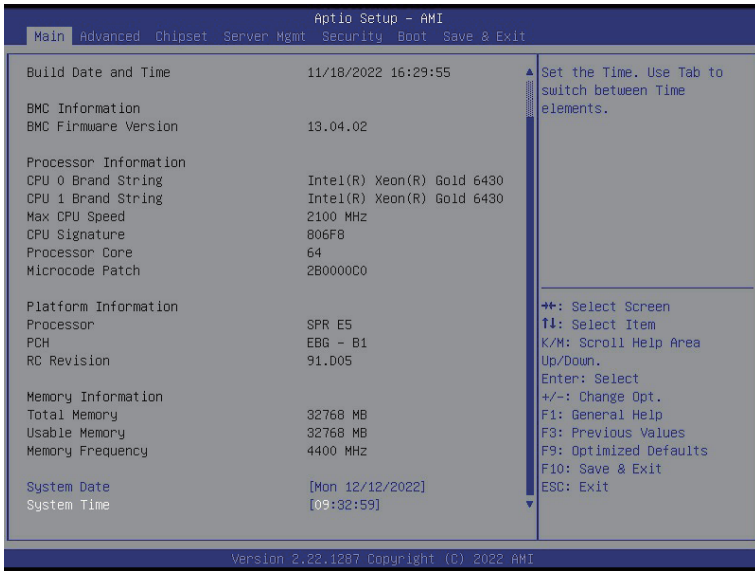 Aptio Setup - AMI
Main Advanced Chipset Server Mgmt Security Boot Save & Exit
Build Date and Time 11/18/2022 16:29:55
BMC Information
BMC Firmware Version 13.04.02
Processor Information
CPU 0 Brand String Intel(R) Xeon(R) Gold 6430
CPU 1 Brand String Intel(R) Xeon(R) Gold 6430
Max CPU Speed 2100 MHz
CPU Signature 806F8
Processor Core 64
Microcode Patch 2B0000C0
Platform Information
Processor SPR E5
PCH EBG - B1
RC Revision 91.D05
Memory Information
Total Memory 32768 MB
Usable Memory 32768 MB
Memory Frequency 4400 MHz
System Date [Mon 12/12/2022]
System Time [09:32:59]
Set the Time. Use Tab to
switch between Time
elements.
→←: Select Screen
↑↓: Select Item
K/M: Scroll Help Area
Up/Down.
Enter: Select
+/-: Change Opt.
F1: General Help
F3: Previous Values
F9: Optimized Defaults
F10: Save & Exit
ESC: Exit
Version 2.22.1287 Copyright (C) 2022 AMI